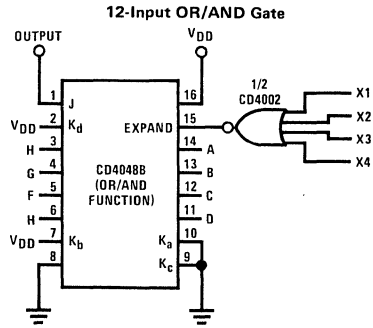 12-Input OR/AND Gate
OUTPUT
VDD
1/2
CD4002
X1
X2
X3
X4
1 J
16
VDD 2 Kd
EXPAND 15
H 3
14 A
G 4
CD4048B
13 B
F 5
(OR/AND
12 C
H 6
FUNCTION)
11 D
VDD 7 Kb
Ka 10
8
Kc 9